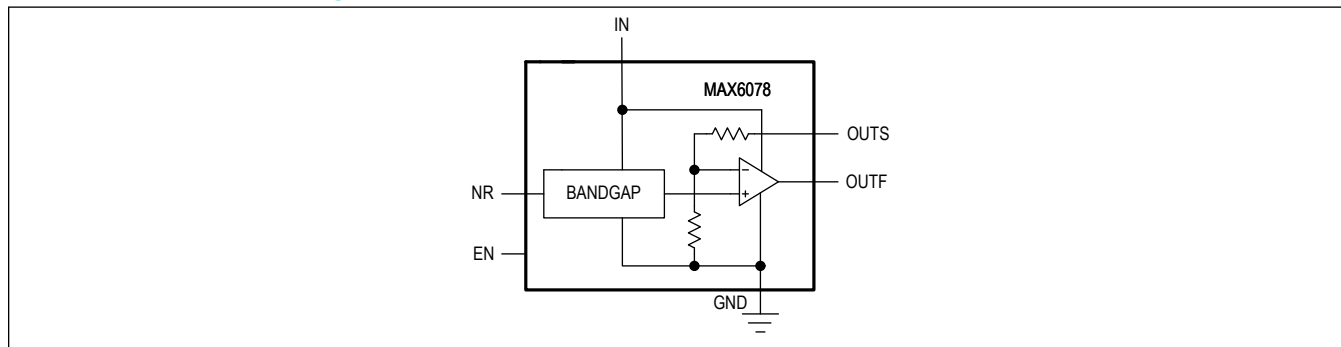 IN
MAX6078
OUTS
−
OUTF
NR
BANDGAP
+
EN
GND